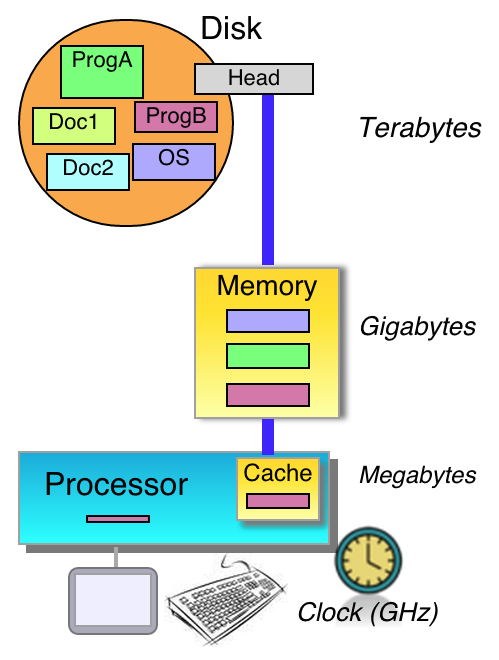 Disk
ProgA
Head
Doc1
ProgB
Terabytes
Doc2
OS
Memory
Gigabytes
Processor
Cache
Megabytes
Clock (GHz)